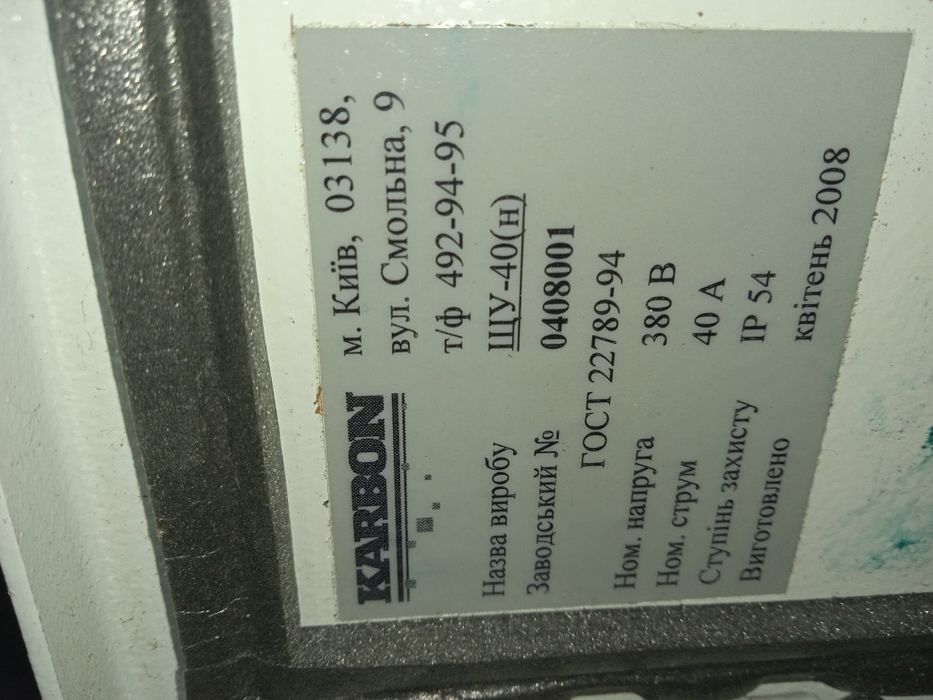 KARBON
м. Київ, 03138,
вул. Смольна, 9
т/ф 492-94-95
Назва виробу ЩУ-40(н)
Заводський № 0408001
ГОСТ 22789-94
Ном. напруга 380 В
Ном. струм 40 А
Ступінь захисту IP 54
Виготовлено квітень 2008